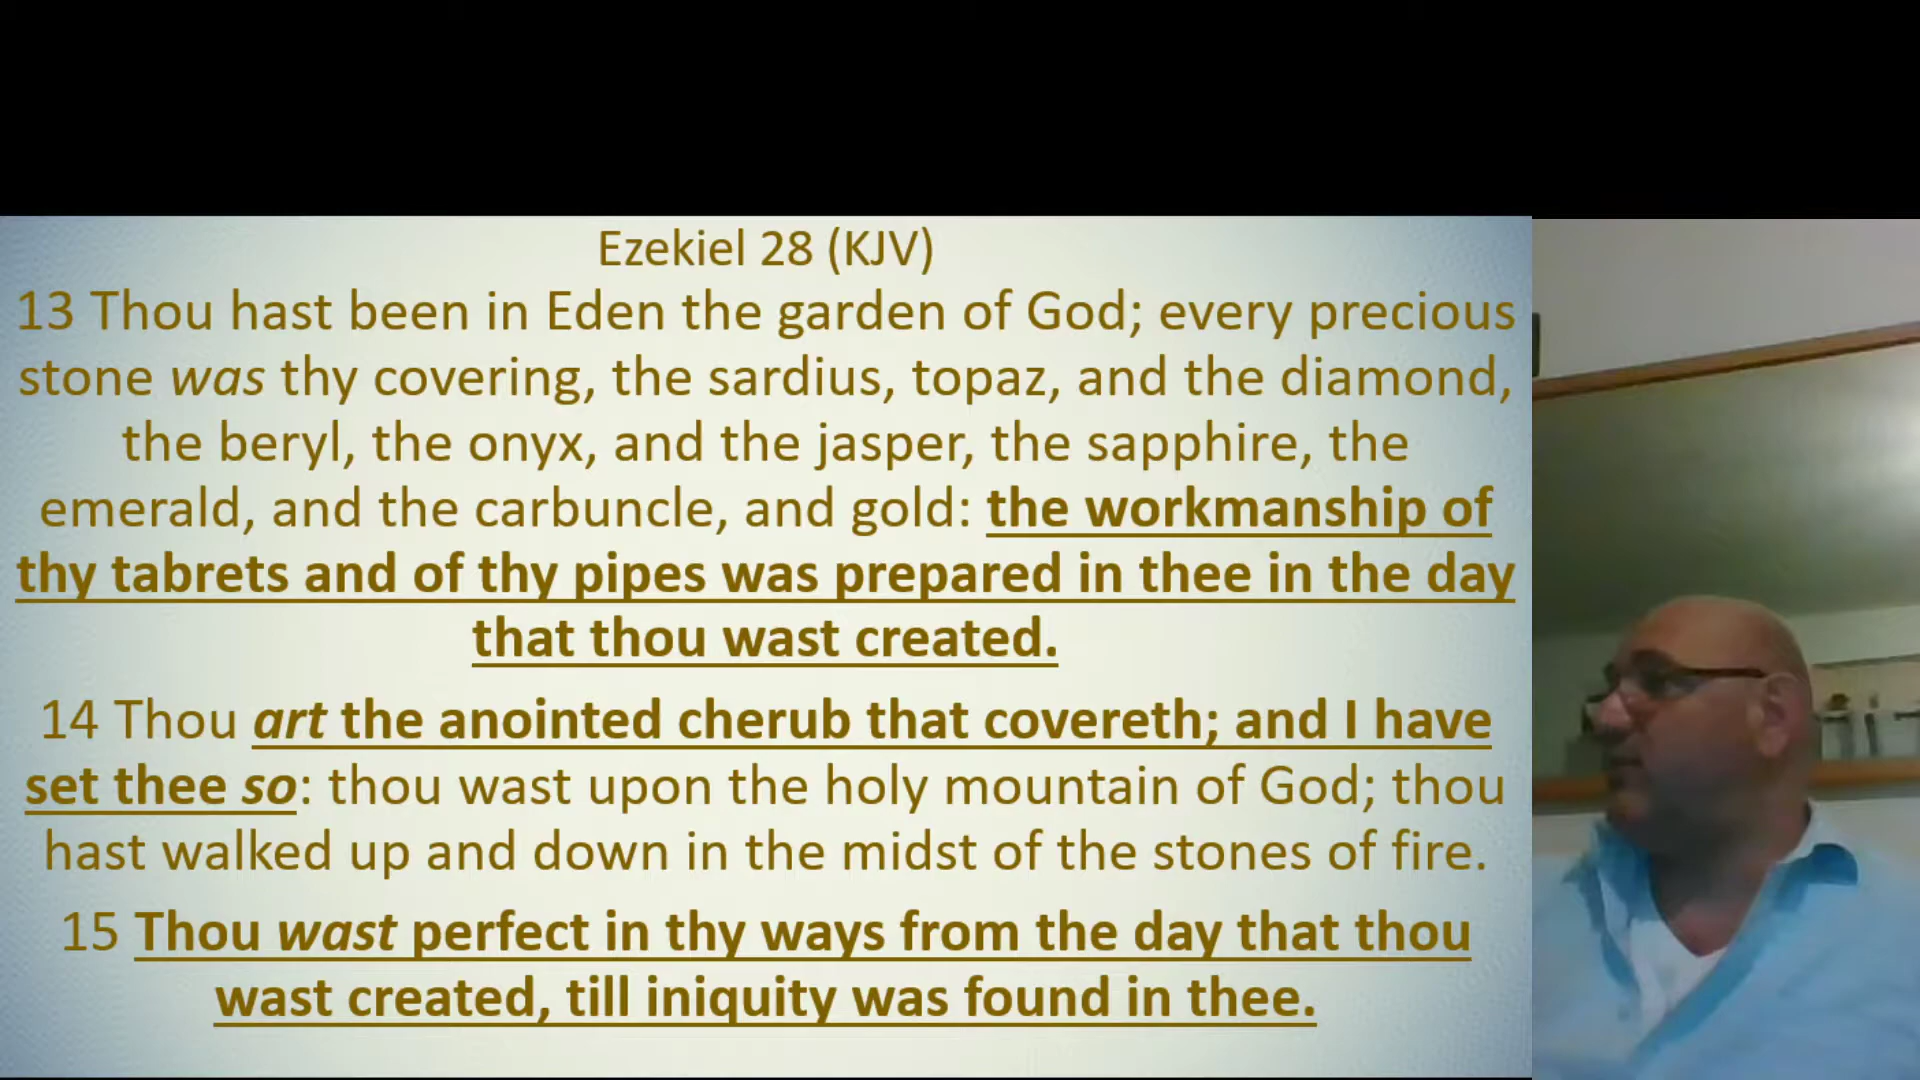 Ezekiel 28 (KJV)
13 Thou hast been in Eden the garden of God; every precious
stone was thy covering, the sardius, topaz, and the diamond,
the beryl, the onyx, and the jasper, the sapphire, the
emerald, and the carbuncle, and gold: the workmanship of
thy tabrets and of thy pipes was prepared in thee in the day
that thou wast created.
14 Thou art the anointed cherub that covereth; and I have
set thee so: thou wast upon the holy mountain of God; thou
hast walked up and down in the midst of the stones of fire.
15 Thou wast perfect in thy ways from the day that thou
wast created, till iniquity was found in thee.